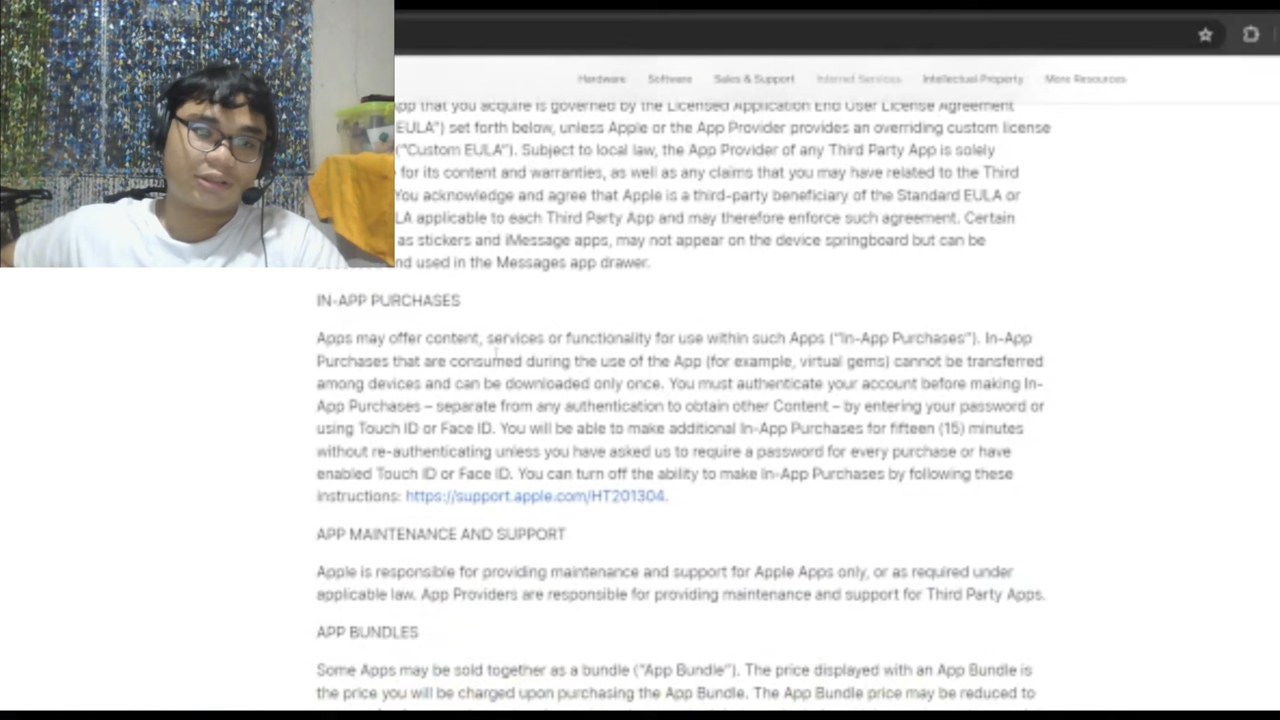 Hardware Software Sales & Support Internet Services Intellectual Property More Resources
App that you acquire is governed by the Licensed Application End User License Agreement
EULA") set forth below, unless Apple or the App Provider provides an overriding custom license
("Custom EULA"). Subject to local law, the App Provider of any Third Party App is solely
for its content and warranties, as well as any claims that you may have related to the Third
You acknowledge and agree that Apple is a third-party beneficiary of the Standard EULA or
LA applicable to each Third Party App and may therefore enforce such agreement. Certain
as stickers and iMessage apps, may not appear on the device springboard but can be
nd used in the Messages app drawer.
IN-APP PURCHASES
Apps may offer content, services or functionality for use within such Apps ("In-App Purchases"). In-App
Purchases that are consumed during the use of the App (for example, virtual gems) cannot be transferred
among devices and can be downloaded only once. You must authenticate your account before making In-
App Purchases – separate from any authentication to obtain other Content – by entering your password or
using Touch ID or Face ID. You will be able to make additional In-App Purchases for fifteen (15) minutes
without re-authenticating unless you have asked us to require a password for every purchase or have
enabled Touch ID or Face ID. You can turn off the ability to make In-App Purchases by following these
instructions: https://support.apple.com/HT201304.
APP MAINTENANCE AND SUPPORT
Apple is responsible for providing maintenance and support for Apple Apps only, or as required under
applicable law. App Providers are responsible for providing maintenance and support for Third Party Apps.
APP BUNDLES
Some Apps may be sold together as a bundle ("App Bundle"). The price displayed with an App Bundle is
the price you will be charged upon purchasing the App Bundle. The App Bundle price may be reduced to